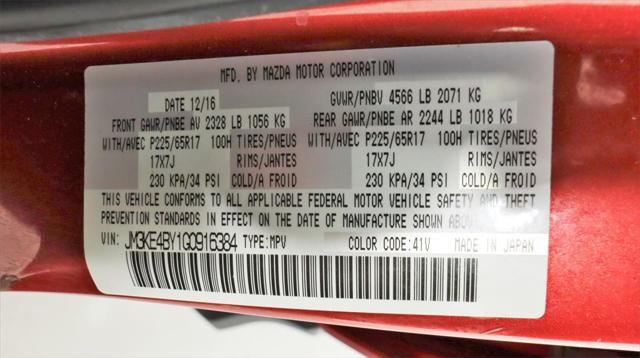 MFD. BY MAZDA MOTOR CORPORATION
DATE 12/16 GVWR/PNBV 4566 LB 2071 KG
FRONT GAWR/PNBE AV 2328 LB 1056 KG REAR GAWR/PNBE AR 2244 LB 1018 KG
WITH/AVEC P225/65R17 100H TIRES/PNEUS WITH/AVEC P225/65R17 100H TIRES/PNEUS
17X7J RIMS/JANTES 17X7J RIMS/JANTES
230 KPA/34 PSI COLD/A FROID 230 KPA/34 PSI COLD/A FROID
THIS VEHICLE CONFORMS TO ALL APPLICABLE FEDERAL MOTOR VEHICLE SAFETY AND THEFT
PREVENTION STANDARDS IN EFFECT ON THE DATE OF MANUFACTURE SHOWN ABOVE.
VIN: JM3KE4BY1G0916384 TYPE:MPV COLOR CODE:41V MADE IN JAPAN